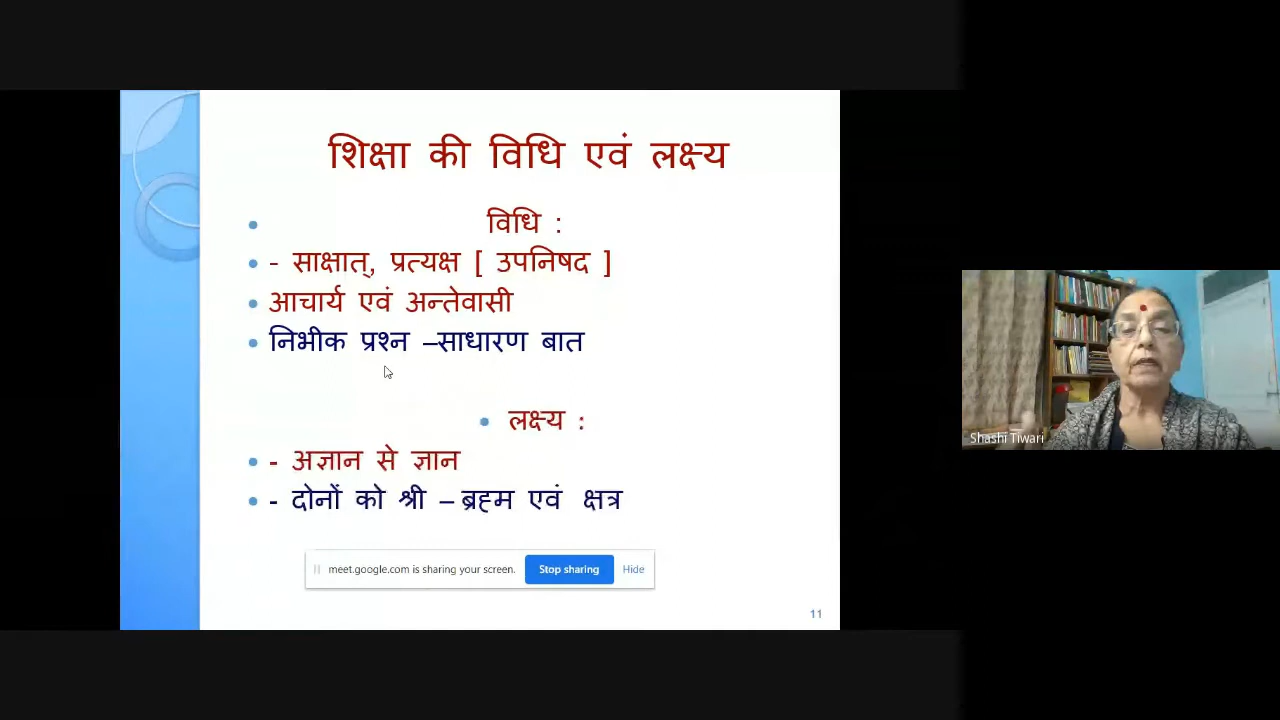 शिक्षा की विधि एवं लक्ष्य
विधि :
- साक्षात्, प्रत्यक्ष [ उपनिषद ]
आचार्य एवं अन्तेवासी
निभीक प्रश्न –साधारण बात
लक्ष्य :
- अज्ञान से ज्ञान
- दोनों को श्री – ब्रह्म एवं क्षत्र
meet.google.com is sharing your screen. Stop sharing Hide
11
Shashi Tiwari